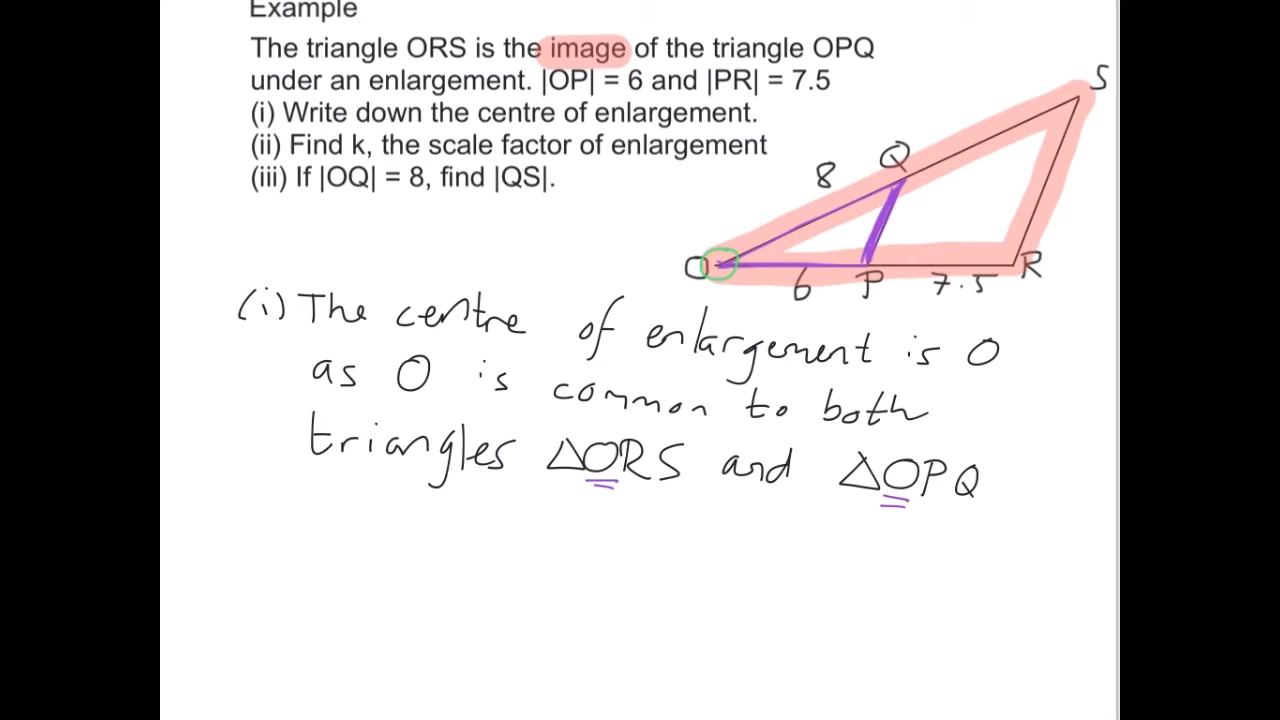 Example
The triangle ORS is the image of the triangle OPQ
under an enlargement. |OP| = 6 and |PR| = 7.5
(i) Write down the centre of enlargement.
(ii) Find k, the scale factor of enlargement
(iii) If |OQ| = 8, find |QS|.
S
Q
8
O
6
P
7.5
R
(i) The centre of enlargement is O
as O is common to both
triangles △ORS and △OPQ